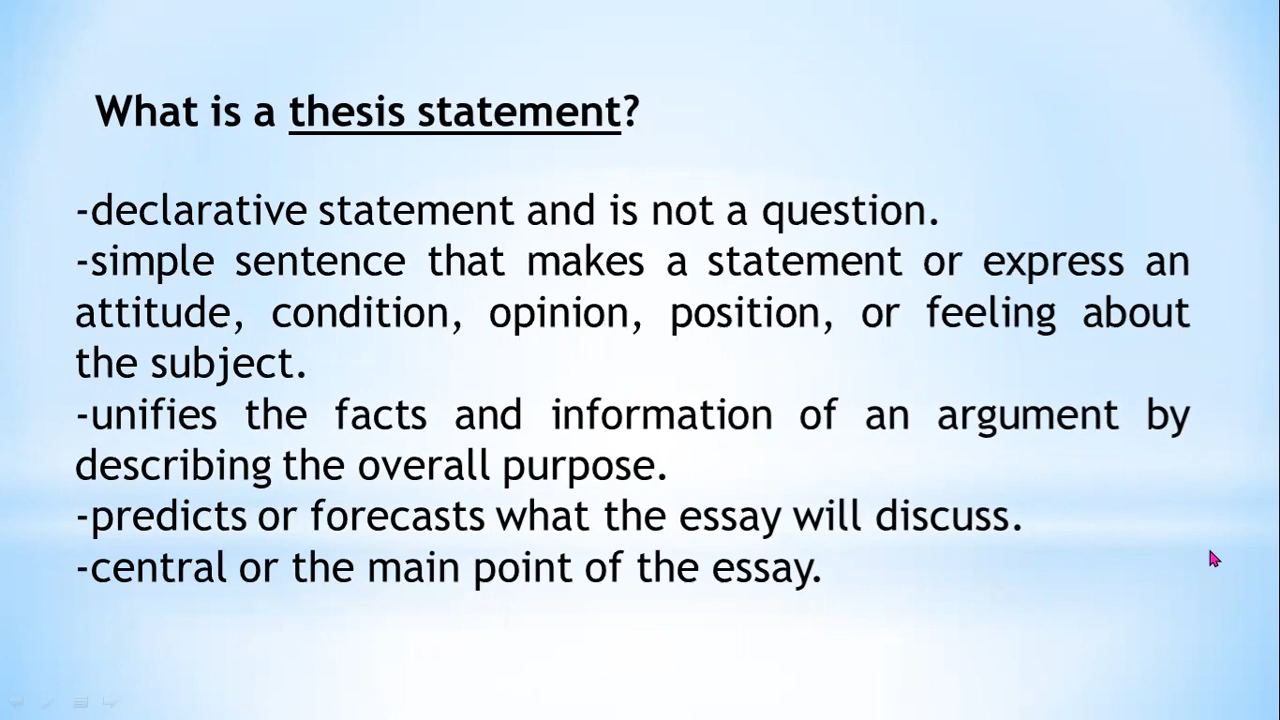 What is a thesis statement?
-declarative statement and is not a question.
-simple sentence that makes a statement or express an
attitude, condition, opinion, position, or feeling about
the subject.
-unifies the facts and information of an argument by
describing the overall purpose.
-predicts or forecasts what the essay will discuss.
-central or the main point of the essay.